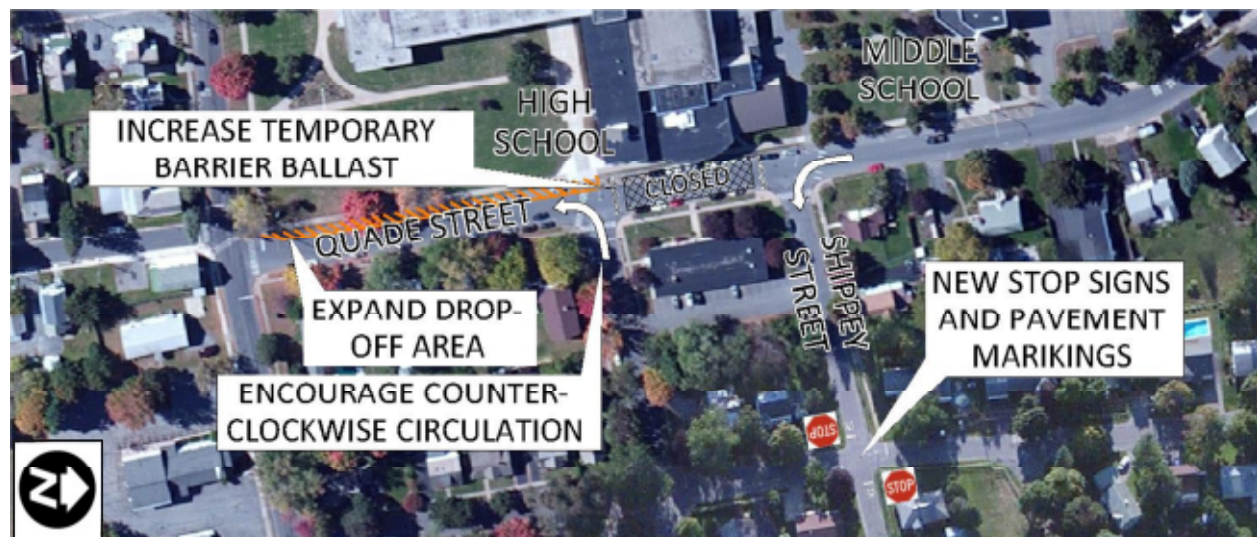 MIDDLE
SCHOOL
HIGH
SCHOOL
INCREASE TEMPORARY
BARRIER BALLAST
CLOSED
QUADE STREET
SHIPPEY
STREET
EXPAND DROP-
OFF AREA
NEW STOP SIGNS
AND PAVEMENT
MARIKINGS
ENCOURAGE COUNTER-
CLOCKWISE CIRCULATION
STOP
STOP
N